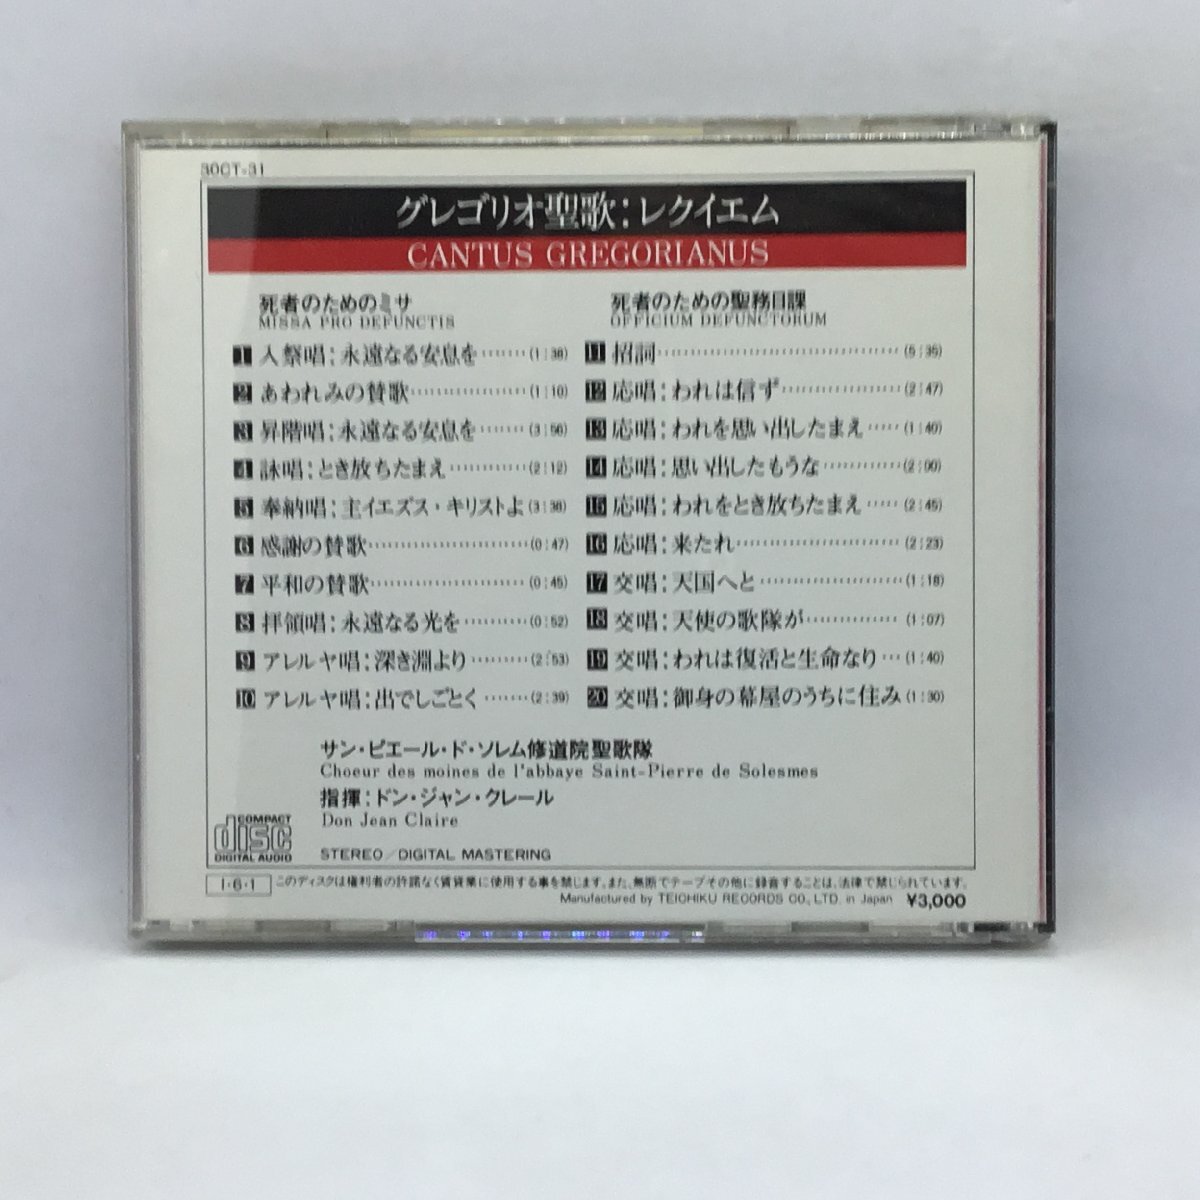 30CT-31
グレゴリオ聖歌:レクイエム
CANTUS GREGORIANUS
死者のためのミサ
MISSA PRO DEFUNCTIS
1 入祭唱:永遠なる安息を……(1:38)
2 あわれみの賛歌……(1:10)
3 昇階唱:永遠なる安息を……(3:56)
4 詠唱:とき放ちたまえ……(2:12)
5 奉納唱:主イエズス・キリストよ(3:38)
6 感謝の賛歌……(0:47)
7 平和の賛歌……(0:45)
8 拝領唱:永遠なる光を……(0:52)
9 アレルヤ唱:深き淵より……(2:53)
10 アレルヤ唱:出でしごとく……(2:39)
死者のための聖務日課
OFFICIUM DEFUNCTORUM
11 招詞……(5:35)
12 応唱:われは信ず……(2:47)
13 応唱:われを思い出したまえ……(1:40)
14 応唱:思い出したもうな……(2:00)
15 応唱:われをとき放ちたまえ……(2:45)
16 応唱:来たれ……(2:23)
17 交唱:天国へと……(1:18)
18 交唱:天使の歌隊が……(1:07)
19 交唱:われは復活と生命なり…(1:40)
20 交唱:御身の幕屋のうちに住み(1:30)
サン・ピエール・ド・ソレム修道院聖歌隊
Choeur des moines de l'abbaye Saint-Pierre de Solesmes
指揮:ドン・ジャン・クレール
Don Jean Claire
COMPACT
disc
DIGITAL AUDIO
STEREO/DIGITAL MASTERING
I・6・1
このディスクは権利者の許諾なく賃貸業に使用する事を禁じます。また、無断でテープその他に録音することは、法律で禁じられています。
Manufactured by TEICHIKU RECORDS CO., LTD. in Japan ¥3,000